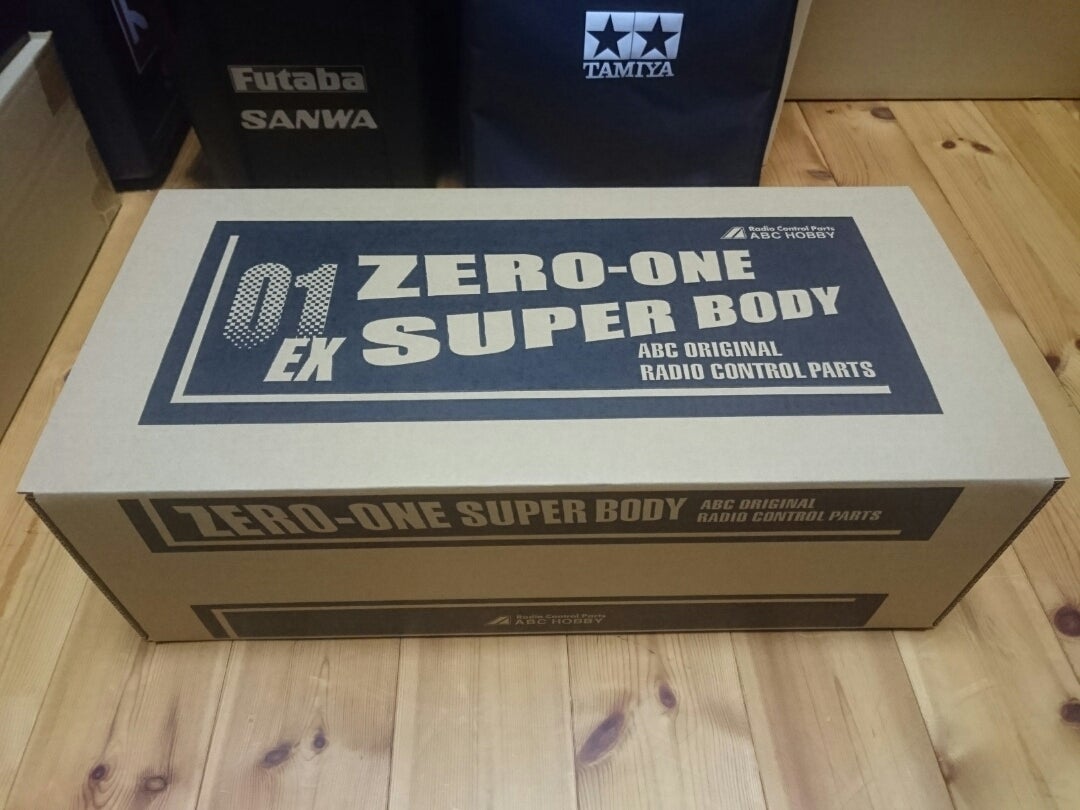 Futaba
SANWA
TAMIYA
Radio Control Parts
ABC HOBBY
01
EX
ZERO-ONE
SUPER BODY
ABC ORIGINAL
RADIO CONTROL PARTS
ZERO-ONE SUPER BODY
ABC ORIGINAL
RADIO CONTROL PARTS
Radio Control Parts
ABC HOBBY